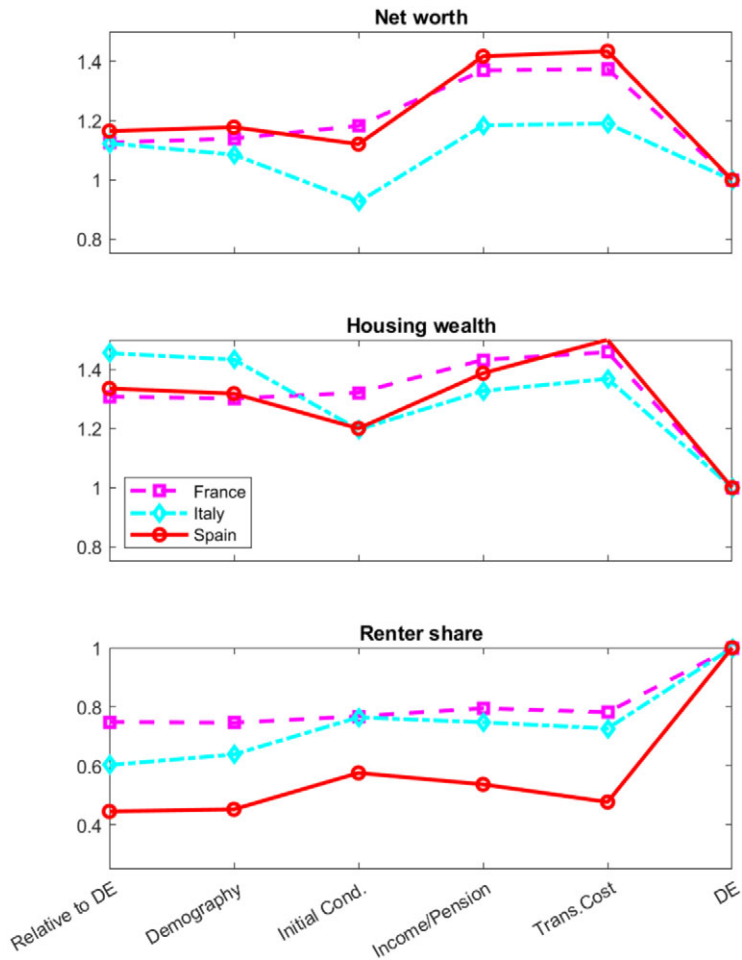 Net worth
1.4
1.2
1
0.8
Housing wealth
1.4
1.2
1
0.8
France
Italy
Spain
Renter share
1
0.8
0.6
0.4
Relative to DE
Demography
Initial Cond.
Income/Pension
Trans.Cost
DE